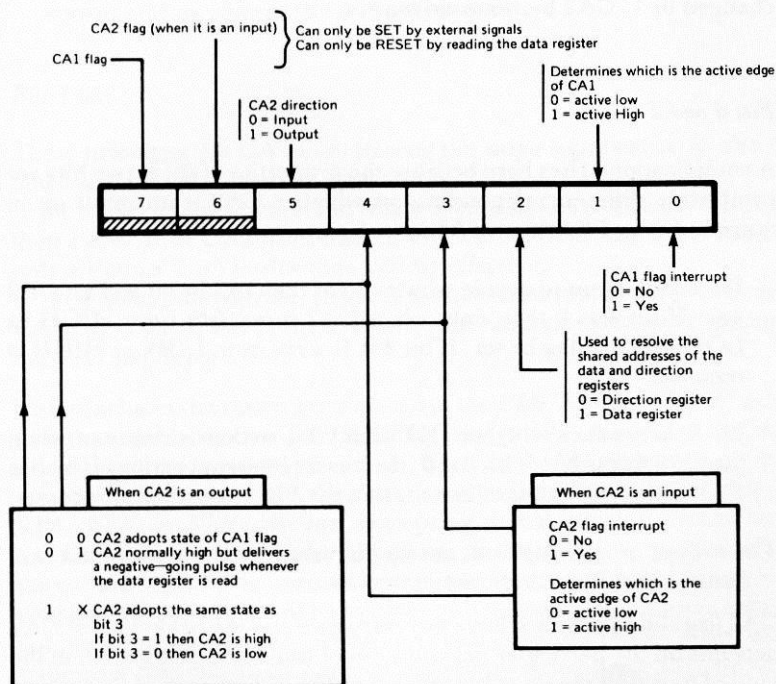 CA2 flag (when it is an input)
Can only be SET by external signals
Can only be RESET by reading the data register
CA1 flag
CA2 direction
0 = Input
1 = Output
Determines which is the active edge
of CA1
0 = active low
1 = active High
7 6 5 4 3 2 1 0
CA1 flag interrupt
0 = No
1 = Yes
Used to resolve the
shared addresses of the
data and direction
registers
0 = Direction register
1 = Data register
When CA2 is an output
0 0 CA2 adopts state of CA1 flag
0 1 CA2 normally high but delivers
a negative—going pulse whenever
the data register is read
1 X CA2 adopts the same state as
bit 3
If bit 3 = 1 then CA2 is high
If bit 3 = 0 then CA2 is low
When CA2 is an input
CA2 flag interrupt
0 = No
1 = Yes
Determines which is the
active edge of CA2
0 = active low
1 = active high